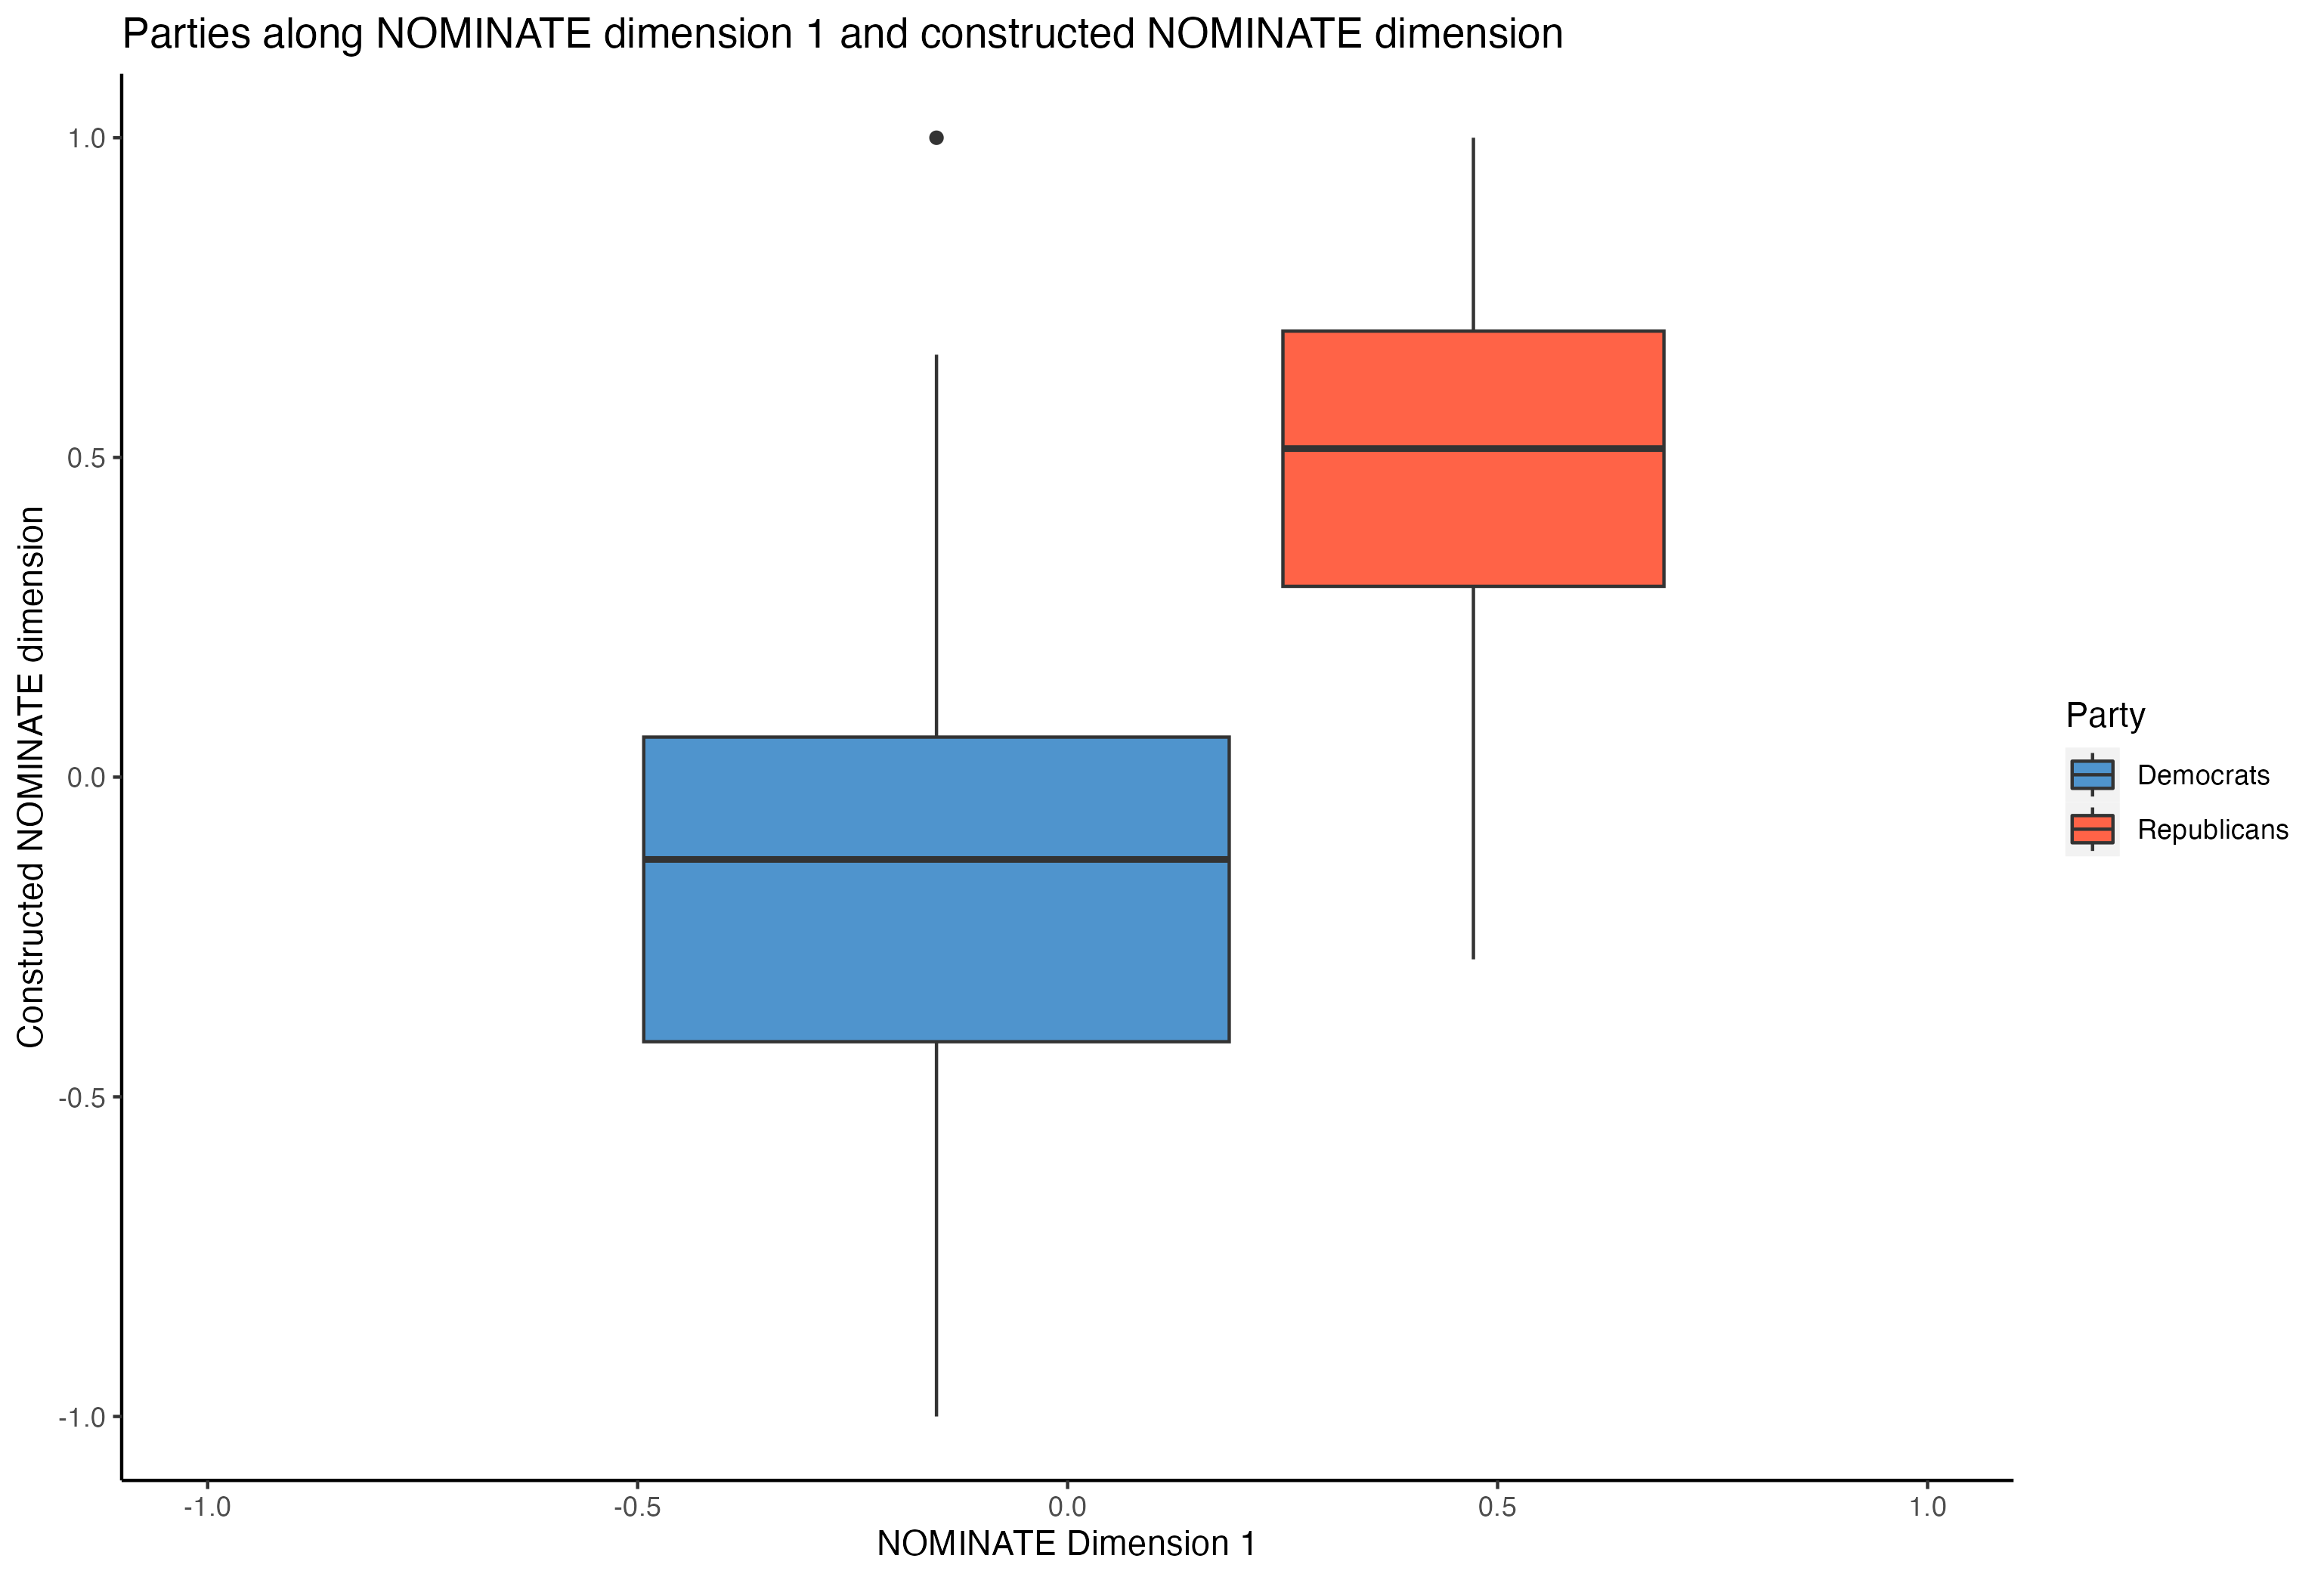 Parties along NOMINATE dimension 1 and constructed NOMINATE dimension
Constructed NOMINATE dimension
1.0
0.5
0.0
-0.5
-1.0
-1.0
-0.5
0.0
0.5
1.0
NOMINATE Dimension 1
Party
Democrats
Republicans